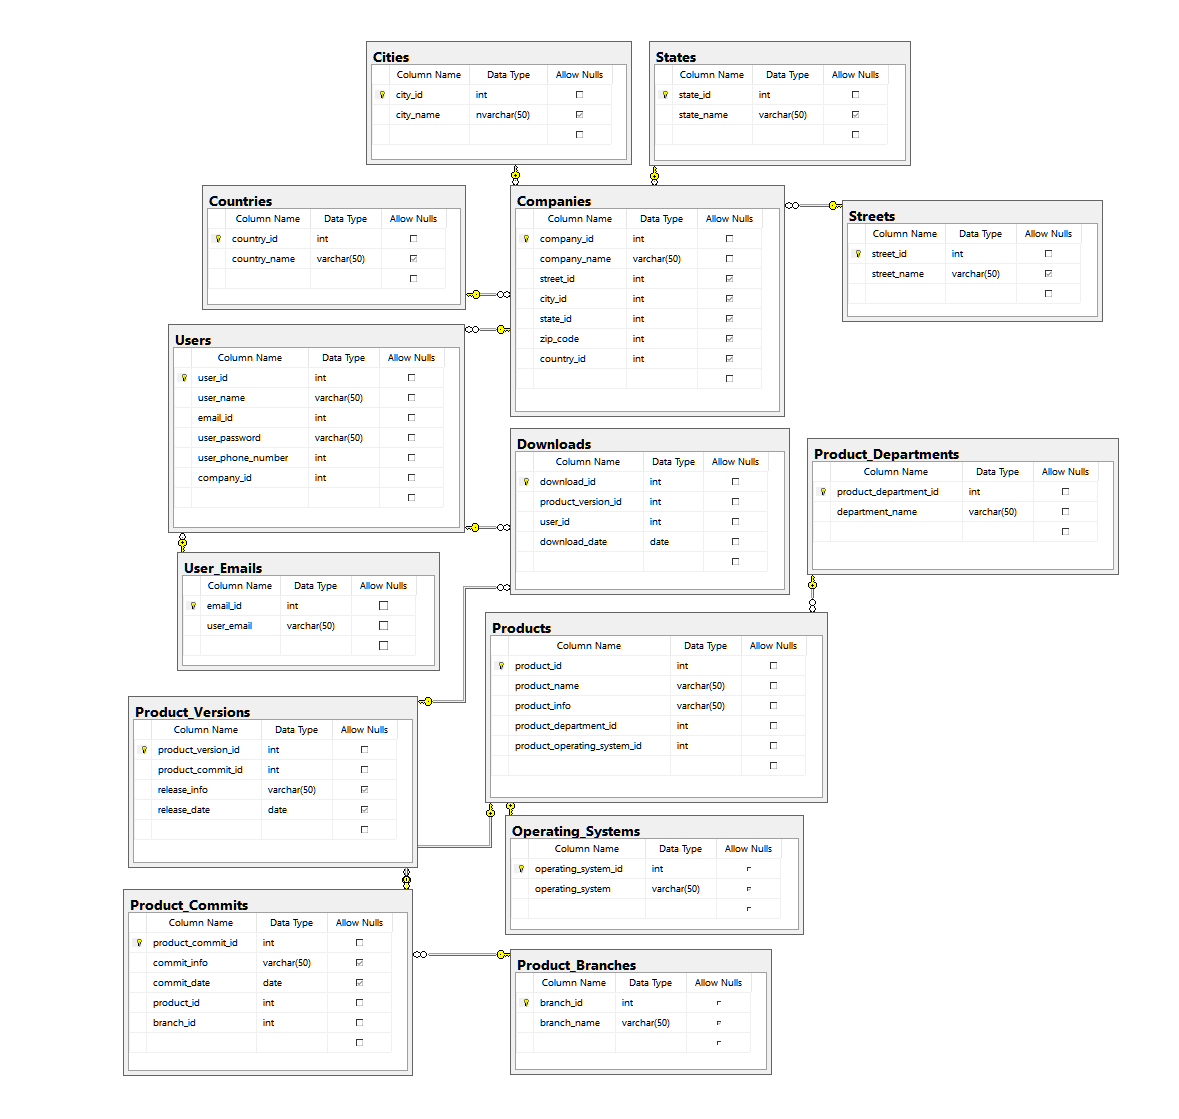 Cities
Column Name Data Type Allow Nulls
city_id int
city_name nvarchar(50)
States
Column Name Data Type Allow Nulls
state_id int
state_name varchar(50)
Countries
Column Name Data Type Allow Nulls
country_id int
country_name varchar(50)
Companies
Column Name Data Type Allow Nulls
company_id int
company_name varchar(50)
street_id int
city_id int
state_id int
zip_code int
country_id int
Streets
Column Name Data Type Allow Nulls
street_id int
street_name varchar(50)
Users
Column Name Data Type Allow Nulls
user_id int
user_name varchar(50)
email_id int
user_password varchar(50)
user_phone_number int
company_id int
Downloads
Column Name Data Type Allow Nulls
download_id int
product_version_id int
user_id int
download_date date
Product_Departments
Column Name Data Type Allow Nulls
product_department_id int
department_name varchar(50)
User_Emails
Column Name Data Type Allow Nulls
email_id int
user_email varchar(50)
Products
Column Name Data Type Allow Nulls
product_id int
product_name varchar(50)
product_info varchar(50)
product_department_id int
product_operating_system_id int
Product_Versions
Column Name Data Type Allow Nulls
product_version_id int
product_commit_id int
release_info varchar(50)
release_date date
Operating_Systems
Column Name Data Type Allow Nulls
operating_system_id int
operating_system varchar(50)
Product_Commits
Column Name Data Type Allow Nulls
product_commit_id int
commit_info varchar(50)
commit_date date
product_id int
branch_id int
Product_Branches
Column Name Data Type Allow Nulls
branch_id int
branch_name varchar(50)